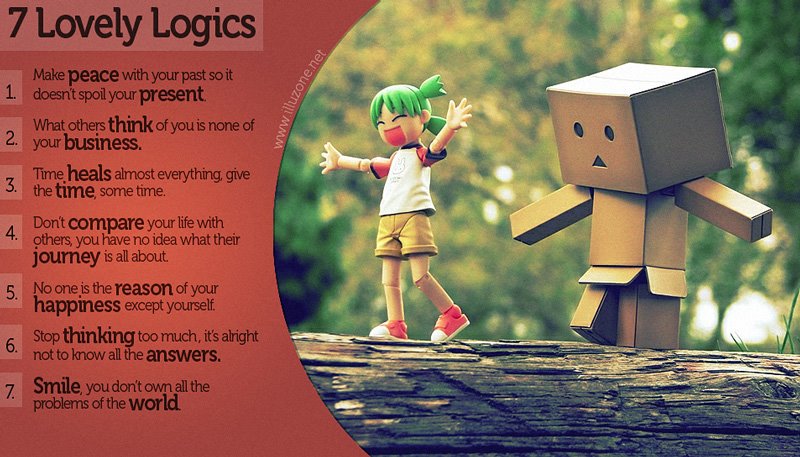 7 Lovely Logics
1. Make peace with your past so it
doesn't spoil your present.
2. What others think of you is none of
your business.
3. Time heals almost everything, give
the time, some time.
4. Don't compare your life with
others, you have no idea what their
journey is all about.
5. No one is the reason of your
happiness except yourself.
6. Stop thinking too much, it's alright
not to know all the answers.
7. Smile, you don't own all the
problems of the world.
www.illuzone.net